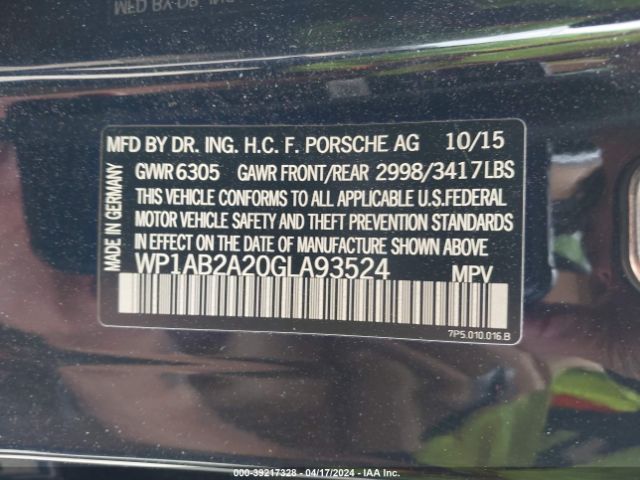 MFD BY DR. ING. H.C. F. PORSCHE AG 10/15
GVWR 6305 GAWR FRONT/REAR 2998/3417LBS
THIS VEHICLE CONFORMS TO ALL APPLICABLE U.S.FEDERAL
MOTOR VEHICLE SAFETY AND THEFT PREVENTION STANDARDS
IN EFFECT ON THE DATE OF MANUFACTURE SHOWN ABOVE
WP1AB2A20GLA93524 MPV
7P5.010.016.B
MADE IN GERMANY
000-39217328 - 04/17/2024 - IAA Inc.